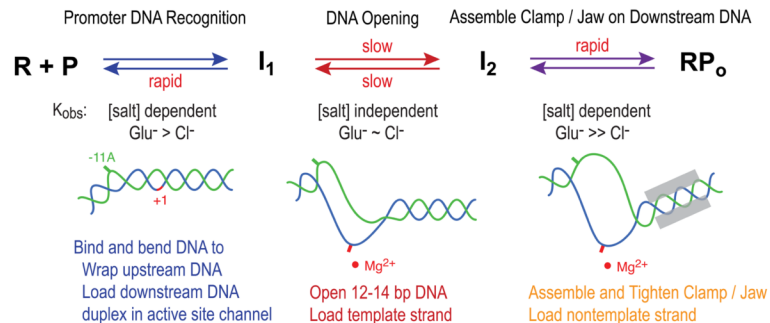 Promoter DNA Recognition
DNA Opening
Assemble Clamp / Jaw on Downstream DNA
R + P
rapid
I₁
slow
slow
I₂
rapid
RPₒ
Kobs:
[salt] dependent
Glu⁻ > Cl⁻
[salt] independent
Glu⁻ ~ Cl⁻
[salt] dependent
Glu⁻ >> Cl⁻
-11A
+1
Mg²⁺
Mg²⁺
Bind and bend DNA to
Wrap upstream DNA
Load downstream DNA
duplex in active site channel
Open 12-14 bp DNA
Load template strand
Assemble and Tighten Clamp / Jaw
Load nontemplate strand